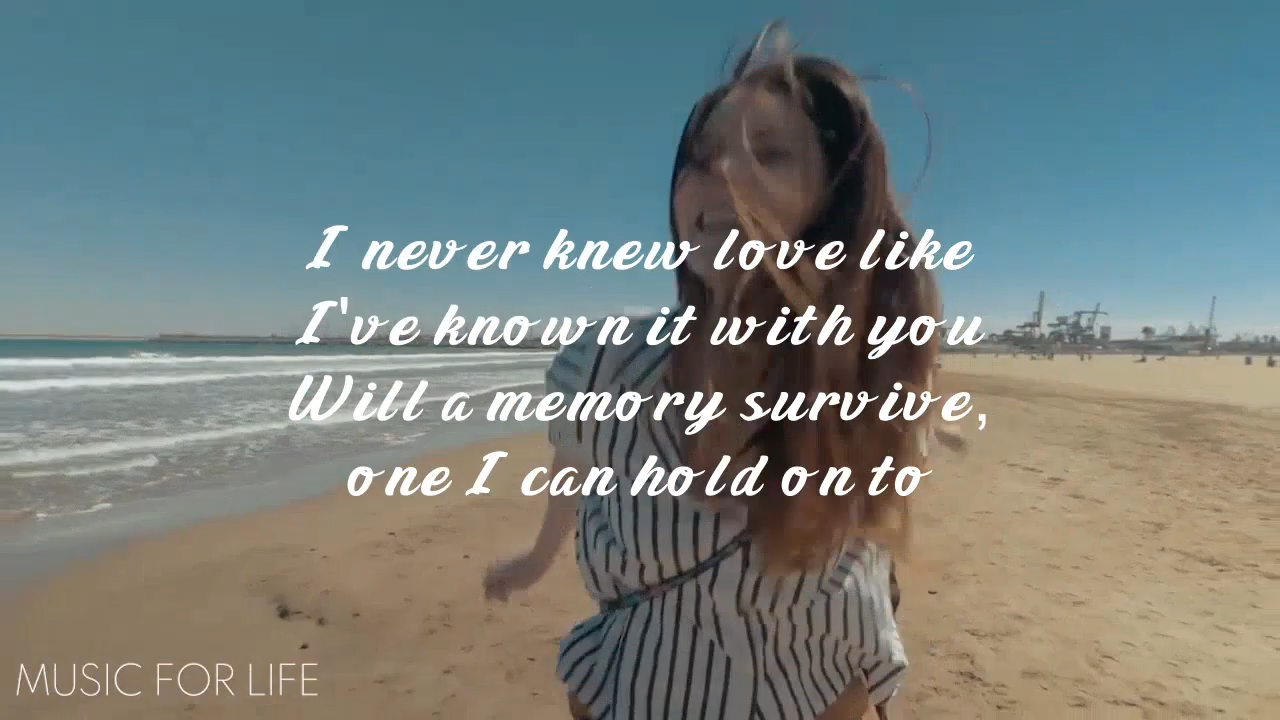 I never knew love like
I've known it with you
Will a memory survive,
one I can hold on to
MUSIC FOR LIFE